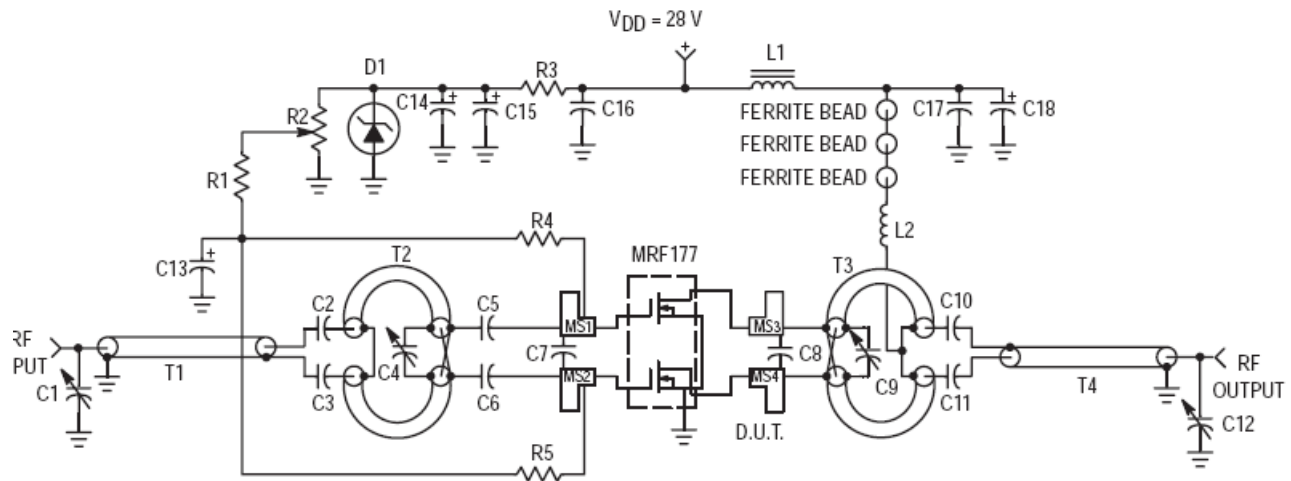 V_DD = 28 V
+
D1
R3
L1
C14
+
+
C15
C16
R2
FERRITE BEAD
C17
+
C18
FERRITE BEAD
FERRITE BEAD
R1
R4
L2
MRF177
C13
+
T2
T3
C2
C5
C10
MS1
MS3
RF
PUT
T1
C4
C7
C8
C9
RF
OUTPUT
T4
C1
C3
C6
MS2
MS4
C11
C12
D.U.T.
R5